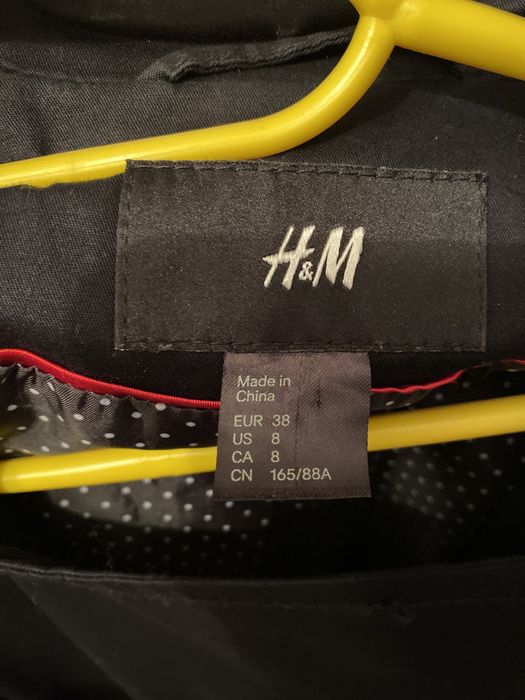 H&M
Made in
China
EUR 38
US 8
CA 8
CN 165/88A